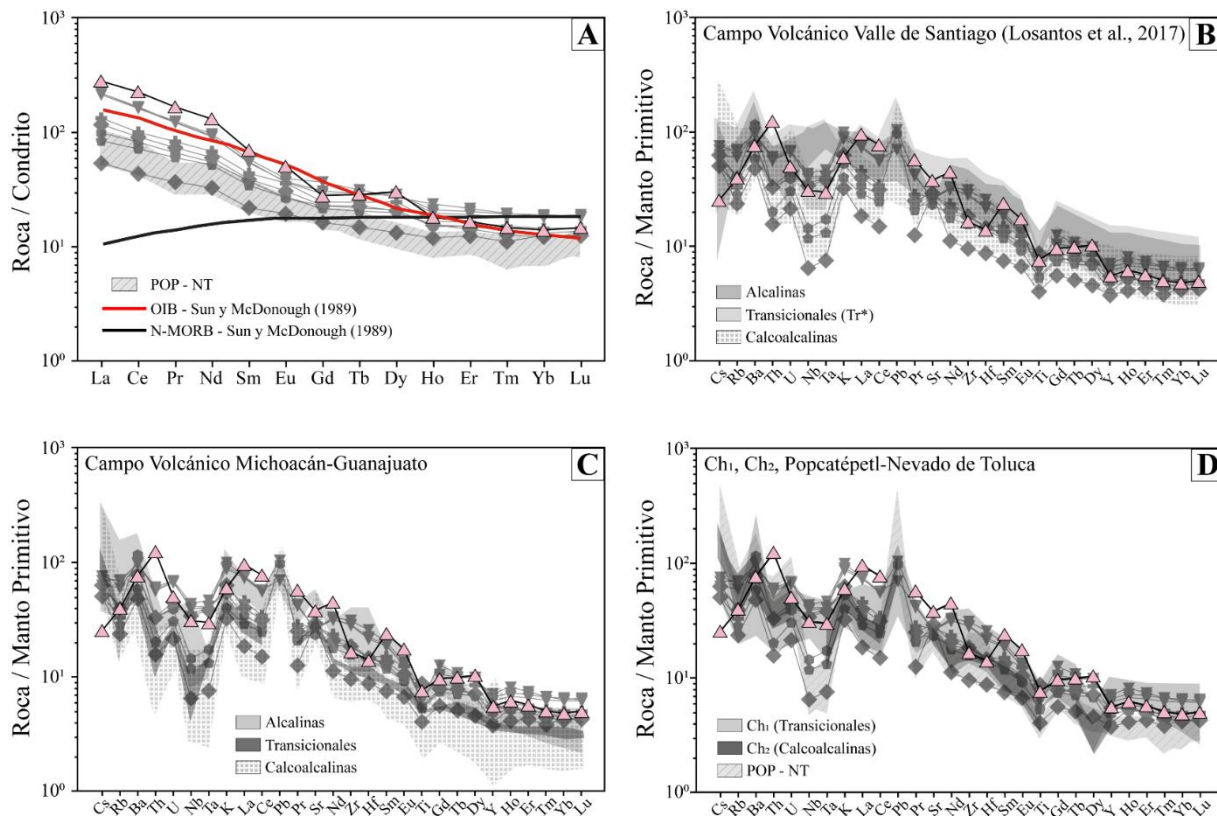 A
10³
10²
10¹
10⁰
Roca / Condrito
POP - NT
OIB - Sun y McDonough (1989)
N-MORB - Sun y McDonough (1989)
La Ce Pr Nd Sm Eu Gd Tb Dy Ho Er Tm Yb Lu
Campo Volcánico Valle de Santiago (Losantos et al., 2017)
B
10³
10²
10¹
10⁰
Roca / Manto Primitivo
Alcalinas
Transicionales (Tr*)
Calcoalcalinas
Cs Rb Ba Th U Nb Ta K La Ce Pb Pr Sr Nd Zr Hf Sm Eu Ti Gd Tb Dy Y Ho Er Tm Yb Lu
Campo Volcánico Michoacán-Guanajuato
C
10³
10²
10¹
10⁰
Roca / Manto Primitivo
Alcalinas
Transicionales
Calcoalcalinas
Cs Rb Ba Th U Nb Ta K La Ce Pb Pr Sr Nd Zr Hf Sm Eu Ti Gd Tb Dy Y Ho Er Tm Yb Lu
Ch₁, Ch₂, Popcatépetl-Nevado de Toluca
D
10³
10²
10¹
10⁰
Roca / Manto Primitivo
Ch₁ (Transicionales)
Ch₂ (Calcoalcalinas)
POP - NT
Cs Rb Ba Th U Nb Ta K La Ce Pb Pr Sr Nd Zr Hf Sm Eu Ti Gd Tb Dy Y Ho Er Tm Yb Lu